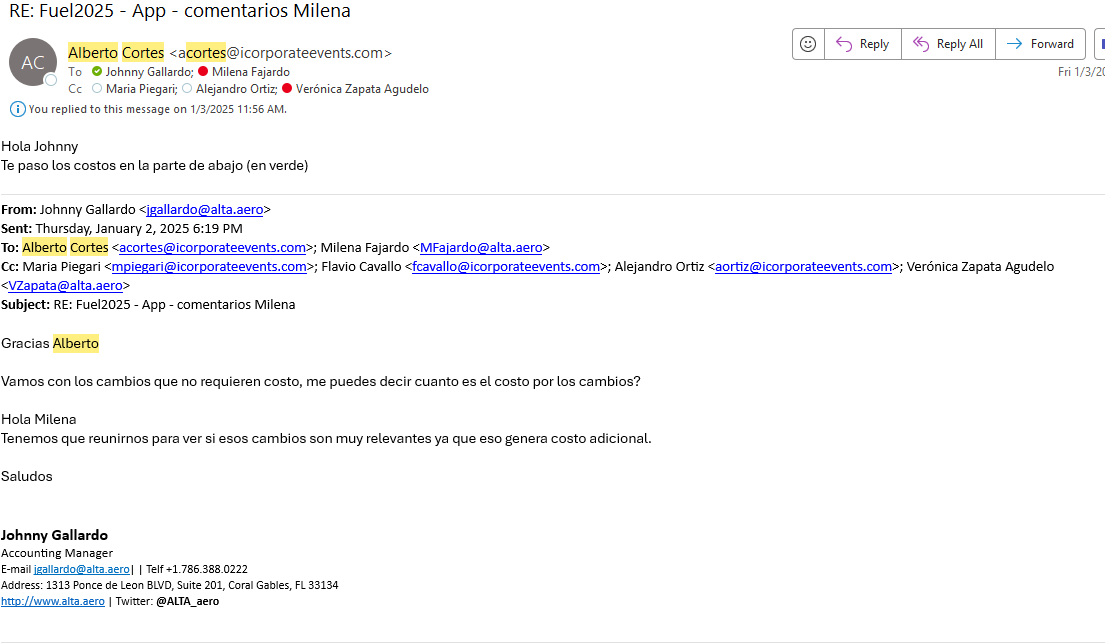 RE: Fuel2025 - App - comentarios Milena
AC
Alberto Cortes <acortes@icorporateevents.com>
To Johnny Gallardo; Milena Fajardo
Cc Maria Piegari; Alejandro Ortiz; Verónica Zapata Agudelo
You replied to this message on 1/3/2025 11:56 AM.
Reply
Reply All
Forward
Fri 1/3/20
Hola Johnny
Te paso los costos en la parte de abajo (en verde)
From: Johnny Gallardo <jgallardo@alta.aero>
Sent: Thursday, January 2, 2025 6:19 PM
To: Alberto Cortes <acortes@icorporateevents.com>; Milena Fajardo <MFajardo@alta.aero>
Cc: Maria Piegari <mpiegari@icorporateevents.com>; Flavio Cavallo <fcavallo@icorporateevents.com>; Alejandro Ortiz <aortiz@icorporateevents.com>; Verónica Zapata Agudelo
<VZapata@alta.aero>
Subject: RE: Fuel2025 - App - comentarios Milena
Gracias Alberto
Vamos con los cambios que no requieren costo, me puedes decir cuanto es el costo por los cambios?
Hola Milena
Tenemos que reunirnos para ver si esos cambios son muy relevantes ya que eso genera costo adicional.
Saludos
Johnny Gallardo
Accounting Manager
E-mail jgallardo@alta.aero| | Telf +1.786.388.0222
Address: 1313 Ponce de Leon BLVD, Suite 201, Coral Gables, FL 33134
http://www.alta.aero | Twitter: @ALTA_aero